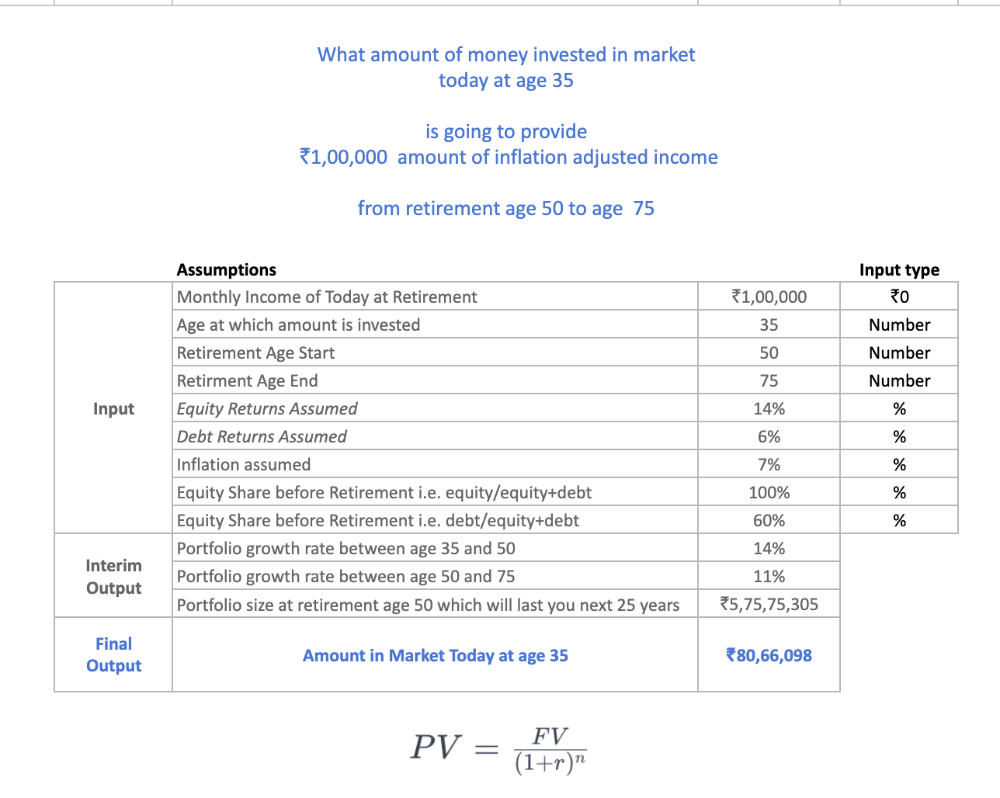 What amount of money invested in market
today at age 35
is going to provide
₹1,00,000 amount of inflation adjusted income
from retirement age 50 to age 75
Assumptions Input type
Monthly Income of Today at Retirement ₹1,00,000 ₹0
Age at which amount is invested 35 Number
Retirement Age Start 50 Number
Retirment Age End 75 Number
Input Equity Returns Assumed 14% %
Debt Returns Assumed 6% %
Inflation assumed 7% %
Equity Share before Retirement i.e. equity/equity+debt 100% %
Equity Share before Retirement i.e. debt/equity+debt 60% %
Interim
Output
Portfolio growth rate between age 35 and 50 14%
Portfolio growth rate between age 50 and 75 11%
Portfolio size at retirement age 50 which will last you next 25 years ₹5,75,75,305
Final
Output
Amount in Market Today at age 35 ₹80,66,098
PV = FV/(1+r)^n